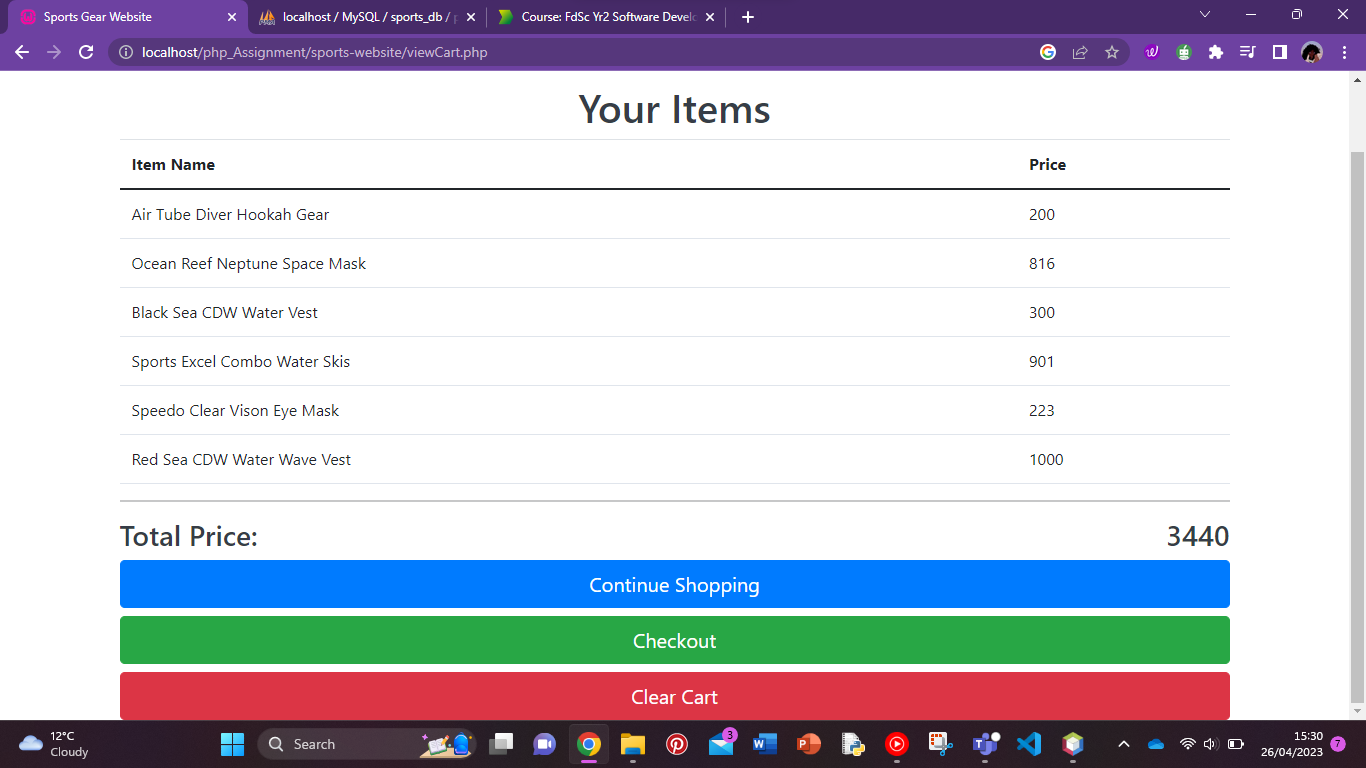 Sports Gear Website
localhost / MySQL / sports_db / p
Course: FdSc Yr2 Software Devel
localhost/php_Assignment/sports-website/viewCart.php
Your Items
Item Name Price
Air Tube Diver Hookah Gear 200
Ocean Reef Neptune Space Mask 816
Black Sea CDW Water Vest 300
Sports Excel Combo Water Skis 901
Speedo Clear Vison Eye Mask 223
Red Sea CDW Water Wave Vest 1000
Total Price: 3440
Continue Shopping
Checkout
Clear Cart
12°C
Cloudy
Search
3
15:30
26/04/2023
7